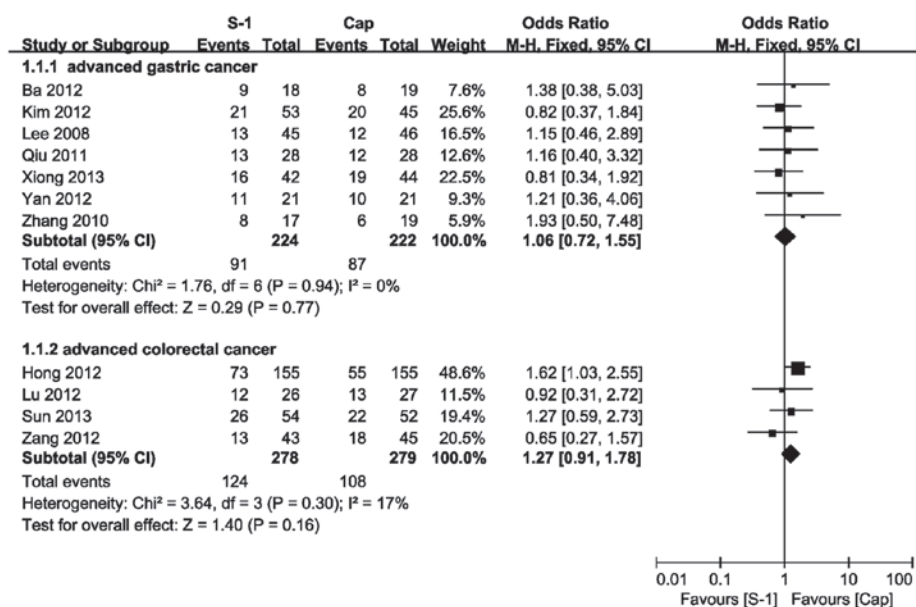 S-1 Cap Odds Ratio Odds Ratio
Study or Subgroup Events Total Events Total Weight M-H, Fixed, 95% CI M-H, Fixed, 95% CI
1.1.1 advanced gastric cancer
Ba 2012 9 18 8 19 7.6% 1.38 [0.38, 5.03]
Kim 2012 21 53 20 45 25.6% 0.82 [0.37, 1.84]
Lee 2008 13 45 12 46 16.5% 1.15 [0.46, 2.89]
Qiu 2011 13 28 12 28 12.6% 1.16 [0.40, 3.32]
Xiong 2013 16 42 19 44 22.5% 0.81 [0.34, 1.92]
Yan 2012 11 21 10 21 9.3% 1.21 [0.36, 4.06]
Zhang 2010 8 17 6 19 5.9% 1.93 [0.50, 7.48]
Subtotal (95% CI) 224 222 100.0% 1.06 [0.72, 1.55]
Total events 91 87
Heterogeneity: Chi² = 1.76, df = 6 (P = 0.94); I² = 0%
Test for overall effect: Z = 0.29 (P = 0.77)
1.1.2 advanced colorectal cancer
Hong 2012 73 155 55 155 48.6% 1.62 [1.03, 2.55]
Lu 2012 12 26 13 27 11.5% 0.92 [0.31, 2.72]
Sun 2013 26 54 22 52 19.4% 1.27 [0.59, 2.73]
Zang 2012 13 43 18 45 20.5% 0.65 [0.27, 1.57]
Subtotal (95% CI) 278 279 100.0% 1.27 [0.91, 1.78]
Total events 124 108
Heterogeneity: Chi² = 3.64, df = 3 (P = 0.30); I² = 17%
Test for overall effect: Z = 1.40 (P = 0.16)
0.01 0.1 1 10 100
Favours [S-1] Favours [Cap]